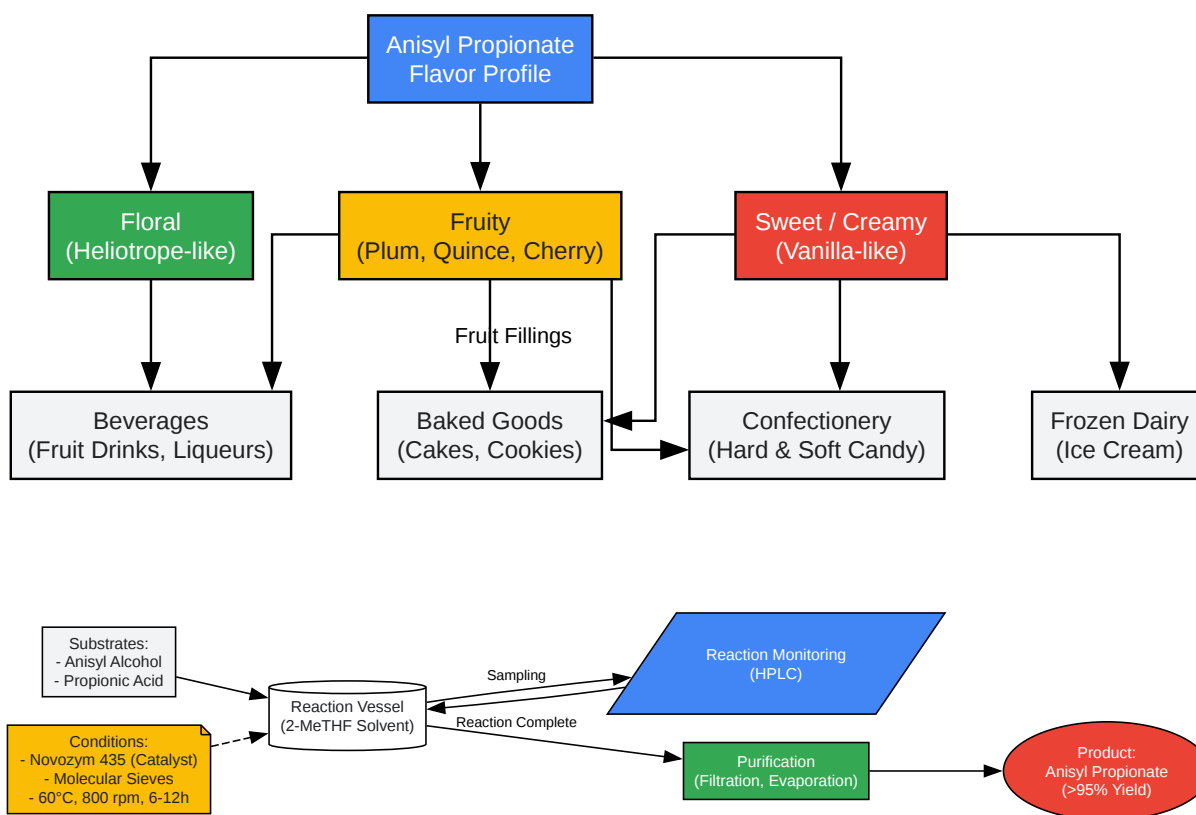 Anisyl Propionate
Flavor Profile
Floral
(Heliotrope-like)
Fruity
(Plum, Quince, Cherry)
Sweet / Creamy
(Vanilla-like)
Fruit Fillings
Beverages
(Fruit Drinks, Liqueurs)
Baked Goods
(Cakes, Cookies)
Confectionery
(Hard & Soft Candy)
Frozen Dairy
(Ice Cream)
Substrates:
- Anisyl Alcohol
- Propionic Acid
Conditions:
- Novozym 435 (Catalyst)
- Molecular Sieves
- 60°C, 800 rpm, 6-12h
Reaction Vessel
(2-MeTHF Solvent)
Sampling
Reaction Complete
Reaction Monitoring
(HPLC)
Purification
(Filtration, Evaporation)
Product:
Anisyl Propionate
(>95% Yield)